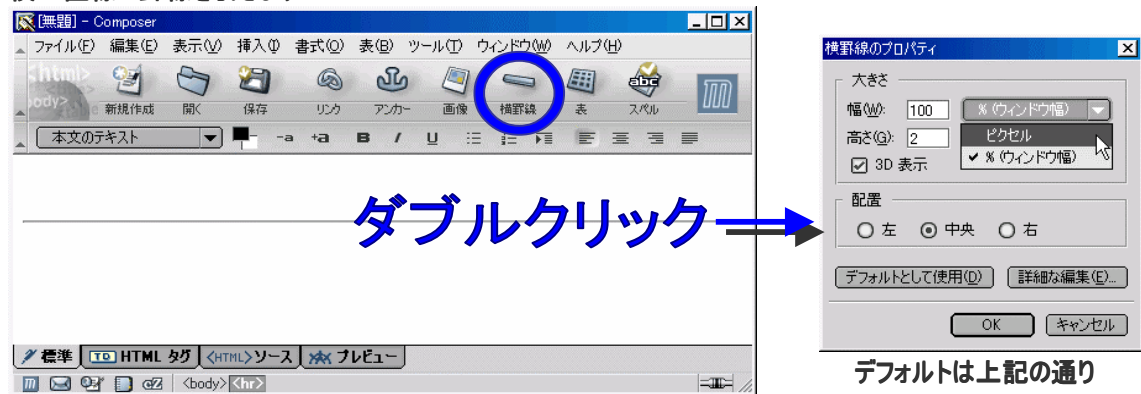 [無題] - Composer
ファイル(F) 編集(E) 表示(V) 挿入(I) 書式(O) 表(B) ツール(T) ウィンドウ(W) ヘルプ(H)
新規作成 開く 保存 リンク アンカー 画像 横罫線 表 スペル
本文のテキスト -a +a B I U
ダブルクリック
標準 TD HTML タグ <HTML>ソース プレビュー
<body> <hr>
横罫線のプロパティ
大きさ
幅(W): 100 % (ウィンドウ幅)
高さ(G): 2 ピクセル
3D 表示 % (ウィンドウ幅)
配置
左 中央 右
デフォルトとして使用(D) 詳細な編集(E)...
OK キャンセル
デフォルトは上記の通り